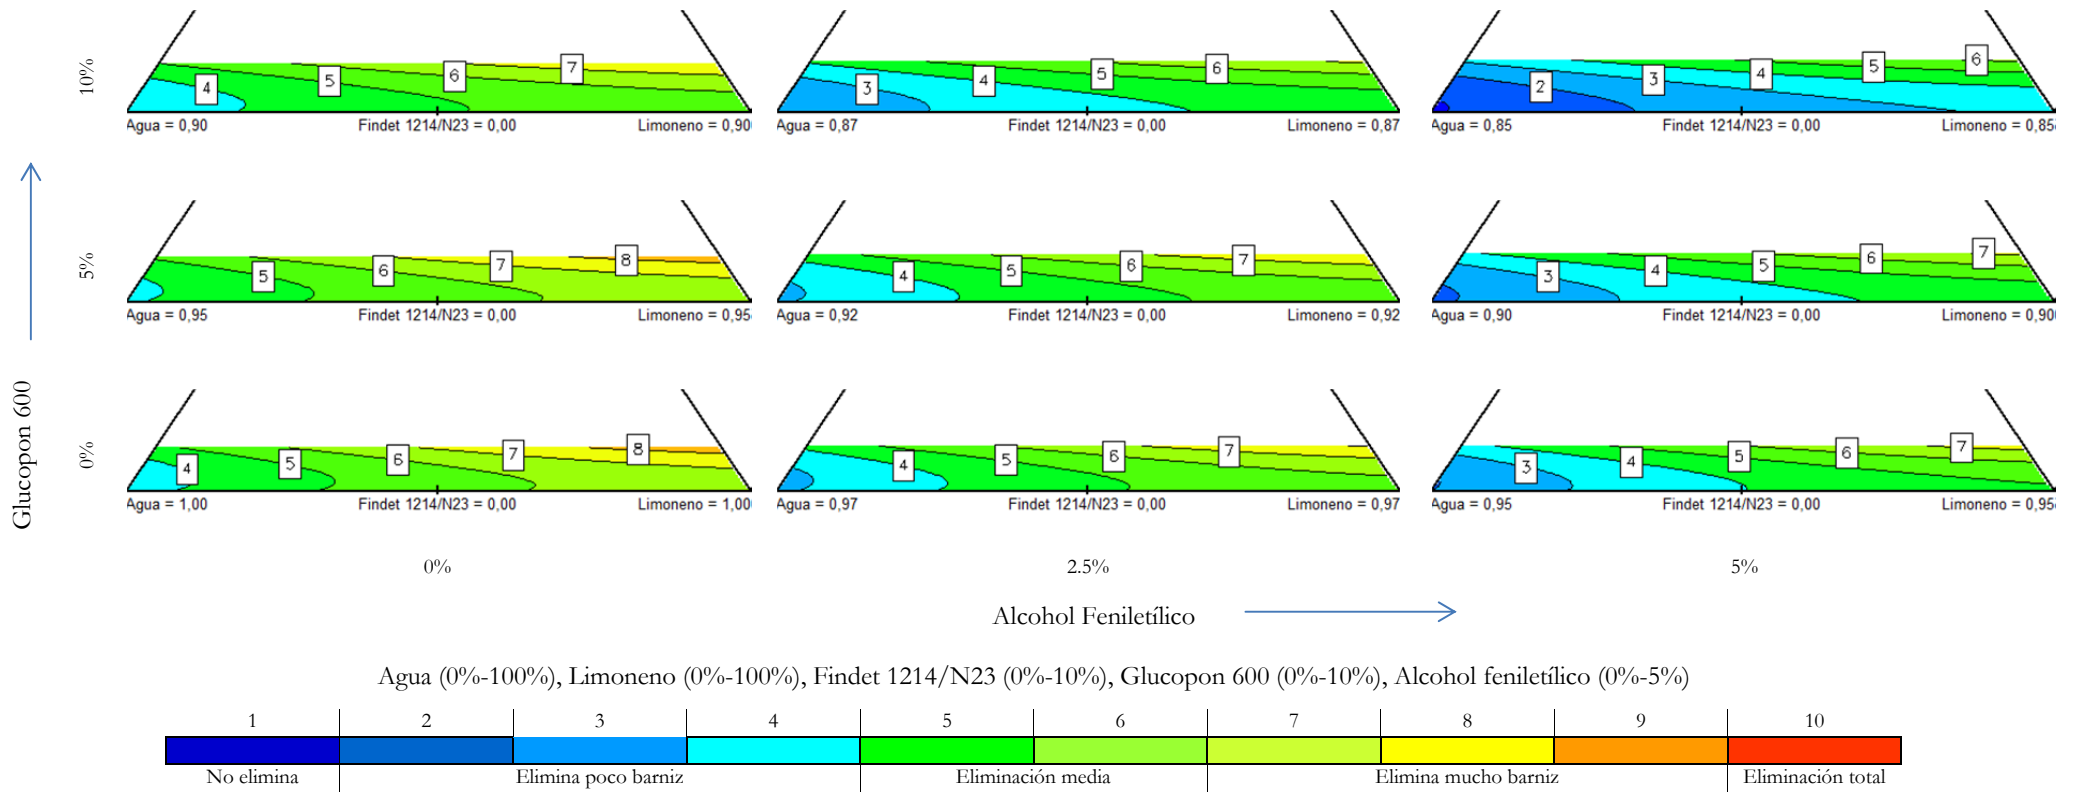 10%
4 5 6 7
3 4 5 6
2 3 4 5 6
Agua = 0,90 Findet 1214/N23 = 0,00 Limoneno = 0,90
Agua = 0,87 Findet 1214/N23 = 0,00 Limoneno = 0,87
Agua = 0,85 Findet 1214/N23 = 0,00 Limoneno = 0,85
5%
5 6 7 8
4 5 6 7
3 4 5 6 7
Agua = 0,95 Findet 1214/N23 = 0,00 Limoneno = 0,95
Agua = 0,92 Findet 1214/N23 = 0,00 Limoneno = 0,92
Agua = 0,90 Findet 1214/N23 = 0,00 Limoneno = 0,90
Glucopon 600
0%
4 5 6 7 8
4 5 6 7
3 4 5 6 7
Agua = 1,00 Findet 1214/N23 = 0,00 Limoneno = 1,00
Agua = 0,97 Findet 1214/N23 = 0,00 Limoneno = 0,97
Agua = 0,95 Findet 1214/N23 = 0,00 Limoneno = 0,95
0% 2.5% 5%
Alcohol Feniletílico
Agua (0%-100%), Limoneno (0%-100%), Findet 1214/N23 (0%-10%), Glucopon 600 (0%-10%), Alcohol feniletílico (0%-5%)
1 2 3 4 5 6 7 8 9 10
No elimina Elimina poco barniz Eliminación media Elimina mucho barniz Eliminación total